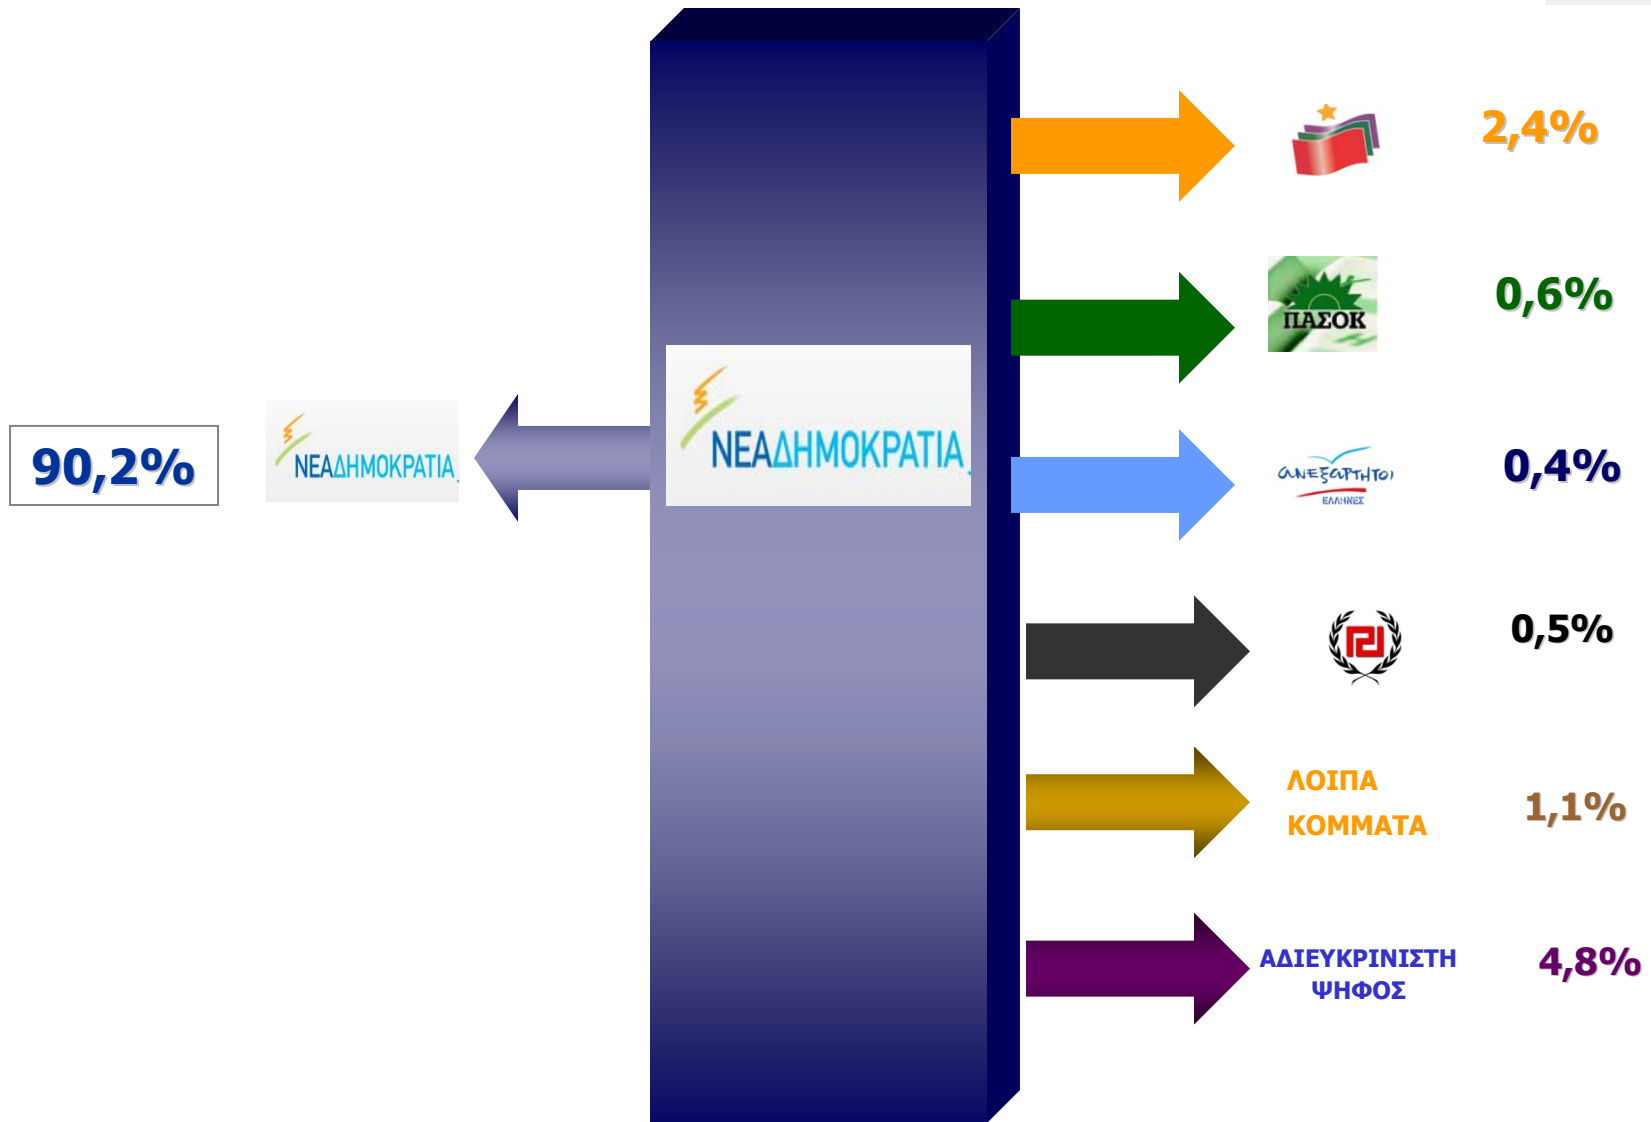 2,4%
ΠΑΣΟΚ
0,6%
90,2%
ΝΕΑΔΗΜΟΚΡΑΤΙΑ
ΝΕΑΔΗΜΟΚΡΑΤΙΑ
ανεξαρτητοι
ΕΛΛΗΝΕΣ
0,4%
0,5%
ΛΟΙΠΑ
ΚΟΜΜΑΤΑ
1,1%
ΑΔΙΕΥΚΡΙΝΙΣΤΗ
ΨΗΦΟΣ
4,8%